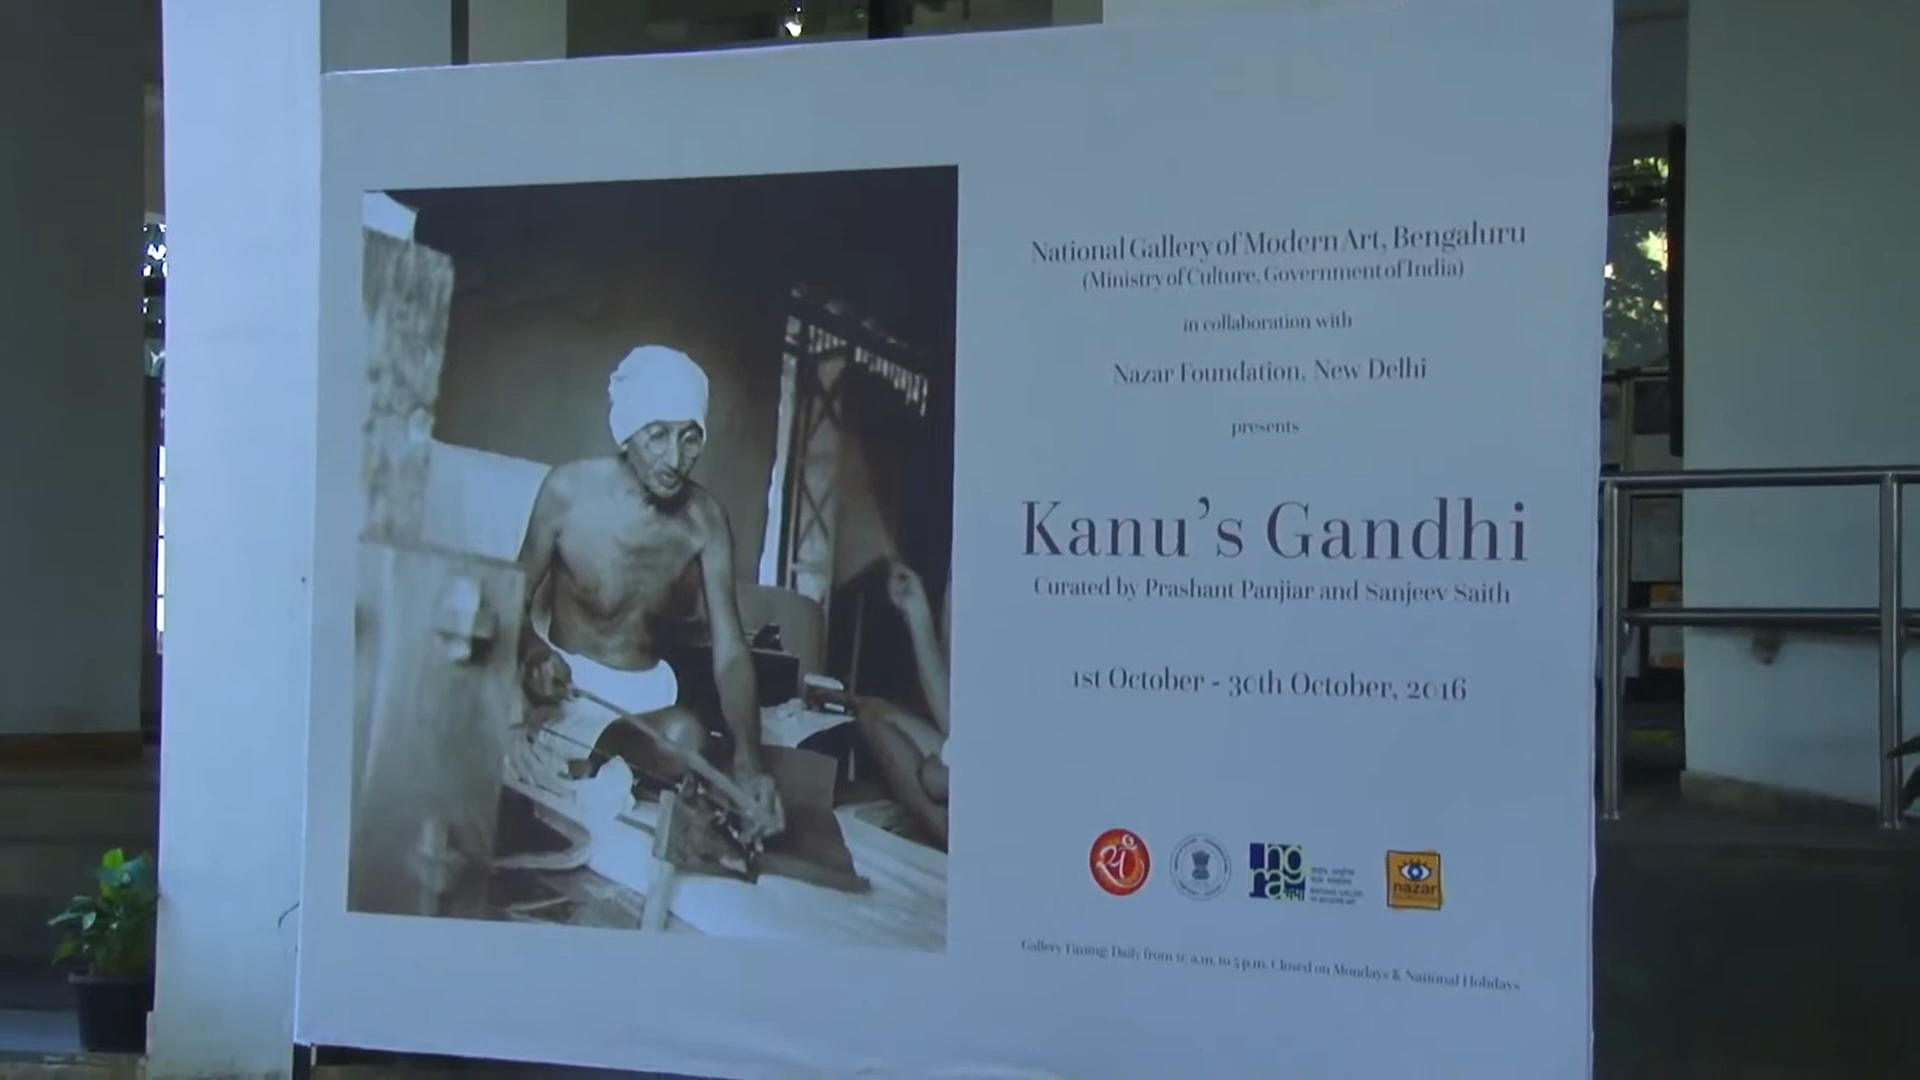 National Gallery of Modern Art, Bengaluru
(Ministry of Culture, Government of India)
in collaboration with
Nazar Foundation, New Delhi
presents
Kanu's Gandhi
Curated by Prashant Panjiar and Sanjeev Saith
1st October - 30th October, 2016
ng
ma
nazar
Gallery Timing: Daily from 11 a.m. to 5 p.m. Closed on Mondays & National Holidays